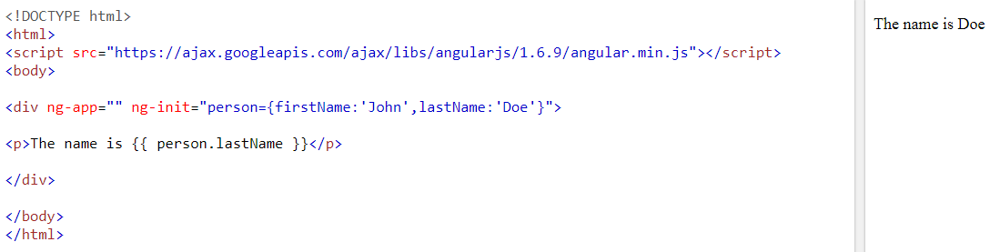 <!DOCTYPE html>
<html>
<script src="https://ajax.googleapis.com/ajax/libs/angularjs/1.6.9/angular.min.js"></script>
<body>
<div ng-app="" ng-init="person={firstName:'John',lastName:'Doe'}">
<p>The name is {{ person.lastName }}</p>
</div>
</body>
</html>
The name is Doe